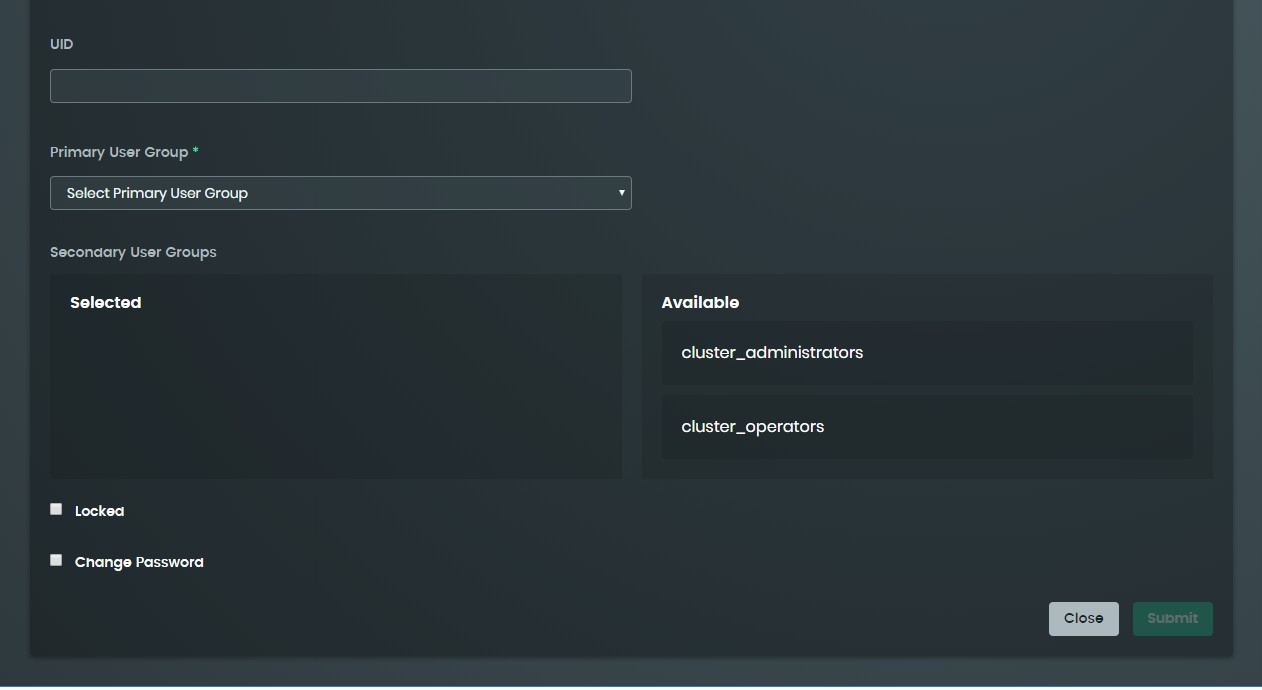 UID
Primary User Group *
Select Primary User Group
Secondary User Groups
Selected
Available
cluster_administrators
cluster_operators
Locked
Change Password
Close
Submit